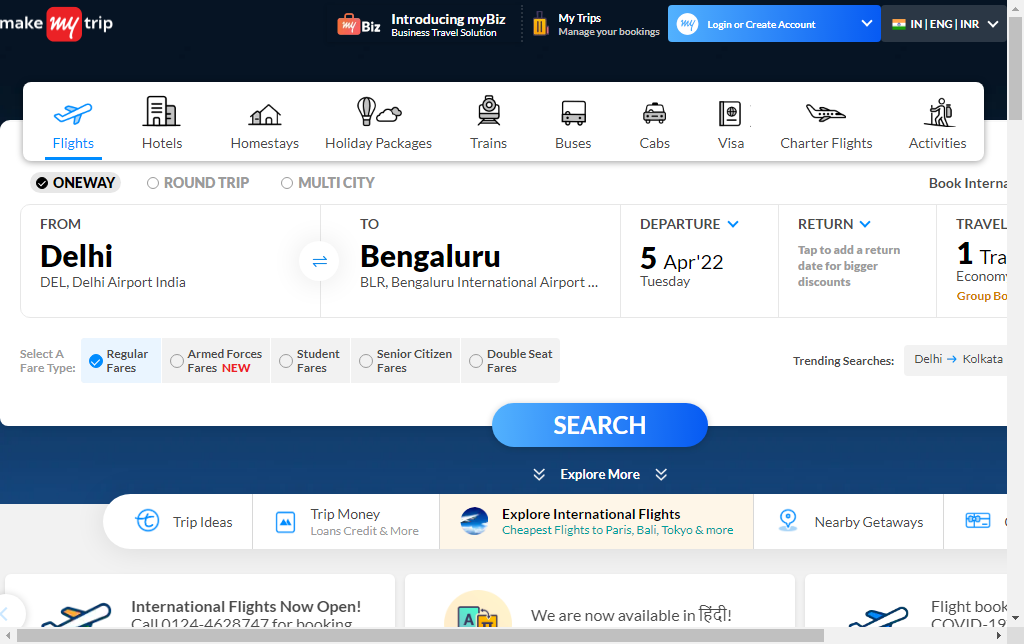 make my trip
my Biz
Introducing myBiz
Business Travel Solution
My Trips
Manage your bookings
my
Login or Create Account
IN | ENG | INR
Flights
Hotels
Homestays
Holiday Packages
Trains
Buses
Cabs
Visa
Charter Flights
Activities
ONEWAY
ROUND TRIP
MULTI CITY
Book Interna
FROM
Delhi
DEL, Delhi Airport India
TO
Bengaluru
BLR, Bengaluru International Airport ...
DEPARTURE
5 Apr'22
Tuesday
RETURN
Tap to add a return
date for bigger
discounts
TRAVEL
1 Tra
Economy
Group Bo
Select A
Fare Type:
Regular
Fares
Armed Forces
Fares NEW
Student
Fares
Senior Citizen
Fares
Double Seat
Fares
Trending Searches:
Delhi → Kolkata
SEARCH
Explore More
Trip Ideas
Trip Money
Loans Credit & More
Explore International Flights
Cheapest Flights to Paris, Bali, Tokyo & more
Nearby Getaways
International Flights Now Open!
Call 0124-4628747 for booking
A
We are now available in हिंदी!
Flight book
COVID-19